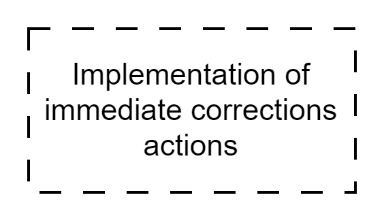 Implementation of
immediate corrections
actions